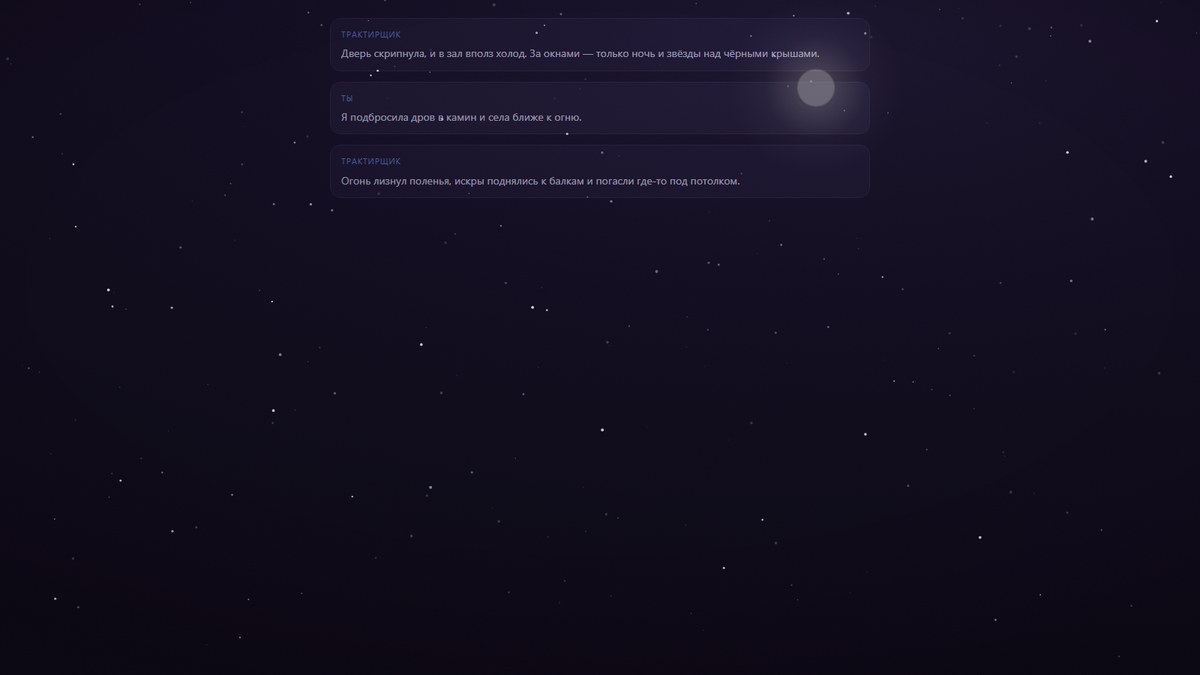 ТРАКТИРЩИК
Дверь скрипнула, и в зал вполз холод. За окнами — только ночь и звёзды над чёрными крышами.
ТЫ
Я подбросила дров в камин и села ближе к огню.
ТРАКТИРЩИК
Огонь лизнул поленья, искры поднялись к балкам и погасли где-то под потолком.